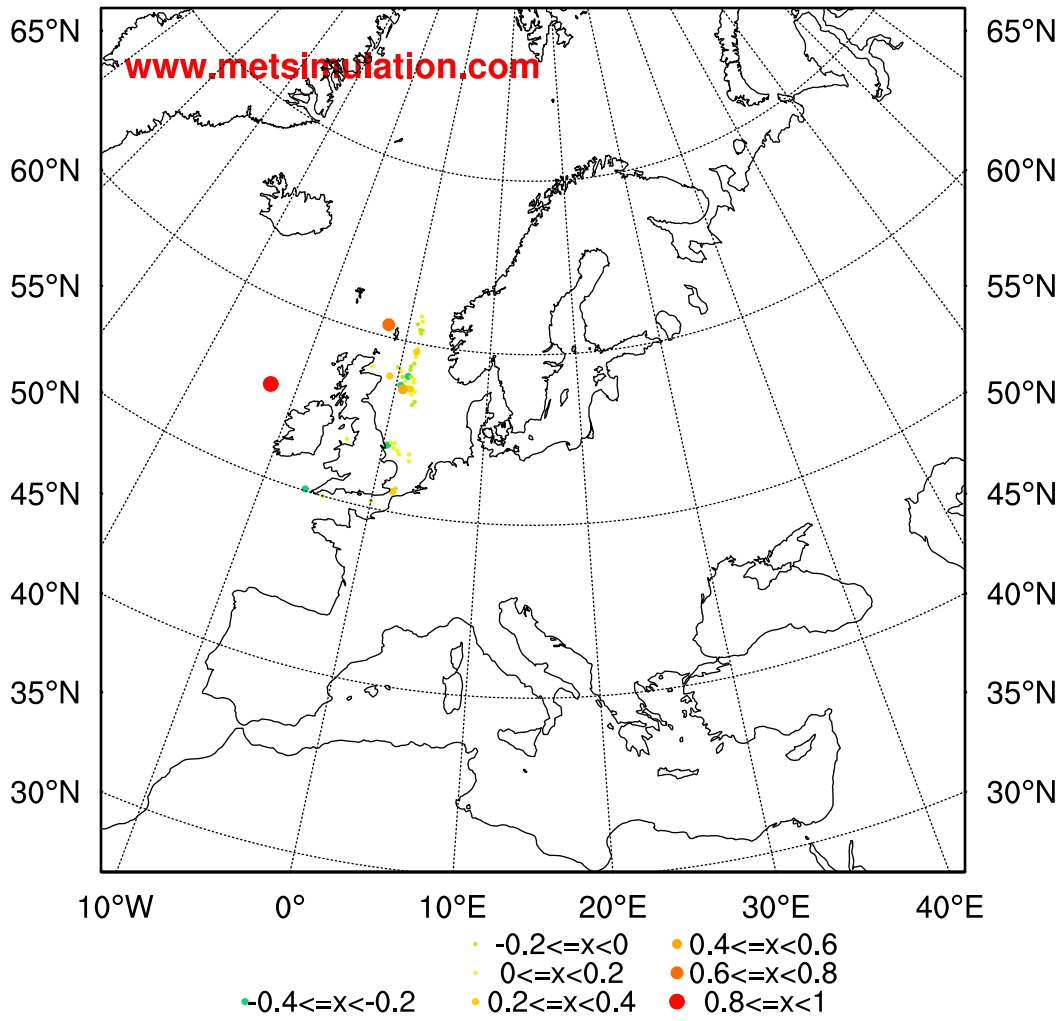 65°N 65°N
www.metsimulation.com
60°N 60°N
55°N 55°N
50°N 50°N
45°N 45°N
40°N 40°N
35°N 35°N
30°N 30°N
10°W 0° 10°E 20°E 30°E 40°E
-0.2<=x<0 0.4<=x<0.6
0<=x<0.2 0.6<=x<0.8
-0.4<=x<-0.2 0.2<=x<0.4 0.8<=x<1